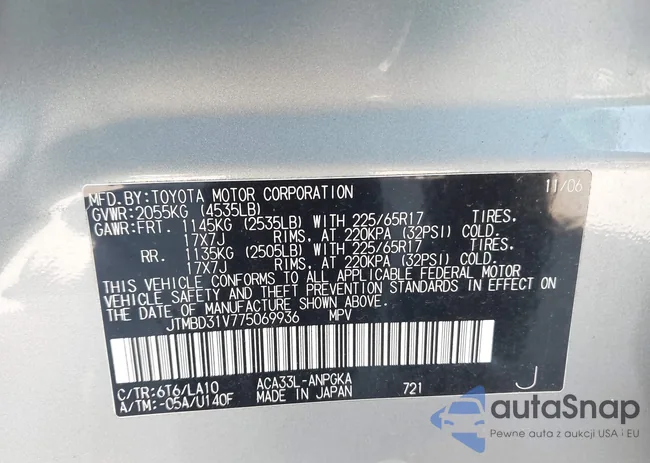 MFD.BY:TOYOTA MOTOR CORPORATION 11/06
GVWR:2055KG (4535LB)
GAWR:FRT. 1145KG (2535LB) WITH 225/65R17 TIRES.
17X7J RIMS. AT 220KPA (32PSI) COLD.
RR. 1135KG (2505LB) WITH 225/65R17 TIRES.
17X7J RIMS. AT 220KPA (32PSI) COLD.
THIS VEHICLE CONFORMS TO ALL APPLICABLE FEDERAL MOTOR
VEHICLE SAFETY AND THEFT PREVENTION STANDARDS IN EFFECT ON
THE DATE OF MANUFACTURE SHOWN ABOVE.
JTMBD31V775069936 MPV
C/TR:6T6/LA10 ACA33L-ANPGKA 721 J
A/TM:-05A/U140F MADE IN JAPAN
autoSnap
Pewne auta z aukcji USA i EU